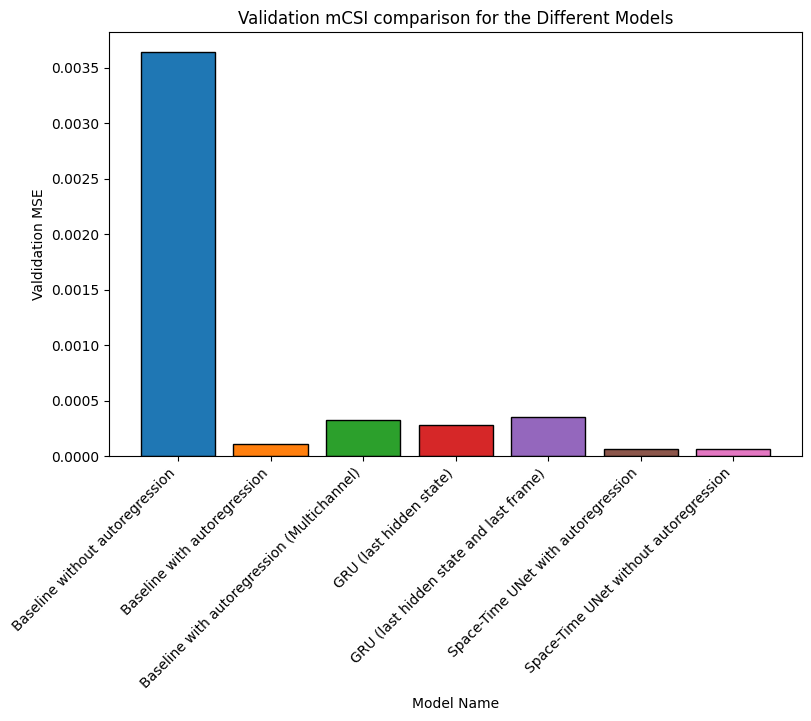 Validation mCSI comparison for the Different Models
Valdidation MSE
0.0035
0.0030
0.0025
0.0020
0.0015
0.0010
0.0005
0.0000
Baseline without autoregression
Baseline with autoregression
Baseline with autoregression (Multichannel)
GRU (last hidden state)
GRU (last hidden state and last frame)
Space-Time UNet with autoregression
Space-Time UNet without autoregression
Model Name